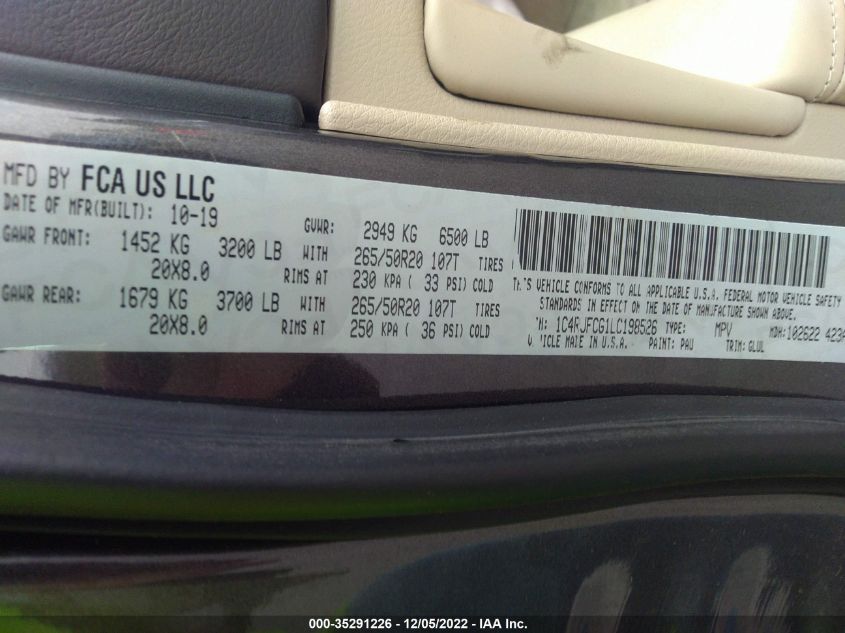 MFD BY FCA US LLC
DATE OF MFR(BUILT): 10-19
GVWR: 2949 KG 6500 LB
GAWR FRONT: 1452 KG 3200 LB WITH 265/50R20 107T TIRES
20X8.0 RIMS AT 230 KPA ( 33 PSI) COLD
GAWR REAR: 1679 KG 3700 LB WITH 265/50R20 107T TIRES
20X8.0 RIMS AT 250 KPA ( 36 PSI) COLD
VEHICLE CONFORMS TO ALL APPLICABLE U.S.A. FEDERAL MOTOR VEHICLE SAFETY
STANDARDS IN EFFECT ON THE DATE OF MANUFACTURE SHOWN ABOVE.
1C4RJFCG1LC198526 TYPE: MPV MDH:102622 423A
MADE IN U.S.A. PAINT: PAU TRIM: GLUL
000-35291226 - 12/05/2022 - IAA Inc.